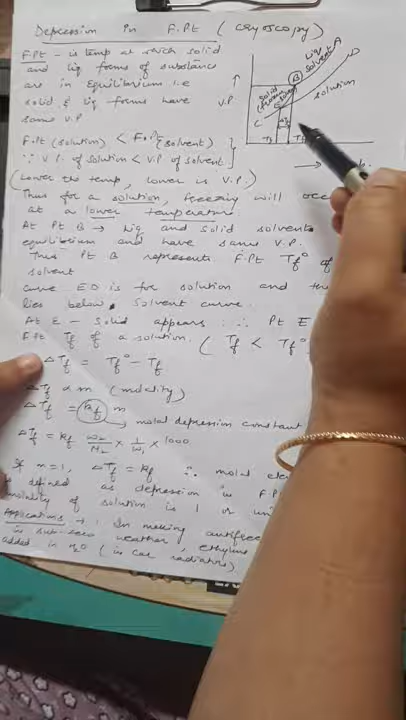 Depression in F.Pt (cryoscopy)
F.Pt - is temp at which solid
and liq forms of substance
are in equilibrium i.e
solid & liq forms have
same V.P
F.pt (solution) < F.pt (solvent)
∵ V.P. of solution < V.P of solvent
(Lower the temp, lower is V.P.)
Thus for a solution, freezing will
at a lower temperature.
At Pt B → Liq and solid solvent
equilibrium and have same V.P.
Thus Pt B represents F.Pt Tf° of
solvent
curve ED is for solution and
lies below solvent curve.
At E - solid appears ∴ Pt E
F.Pt Tf of a solution. (Tf < Tf°
ΔTf = Tf° - Tf
ΔTf ∝ m (molality)
ΔTf = Kf m
→ molal depression constant
ΔTf = Kf W2/M2 × 1/W1 × 1000
If m = 1, ΔTf = Kf ∴ molal
defined as depression in F.P
molality of solution is 1 or
Applications → 1. In making
in sub-zero weather,
added in H2O (in car radiators)
V.P.
Liq
solvent
A
B
C
D
solution
solid
Tf